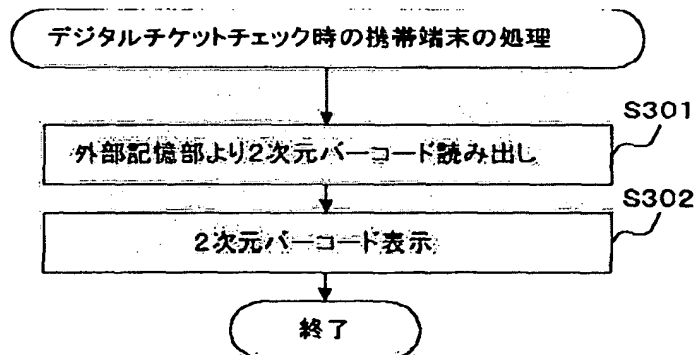 デジタルチケットチェック時の携帯端末の処理
S301
外部記憶部より2次元バーコード読み出し
S302
2次元バーコード表示
終了